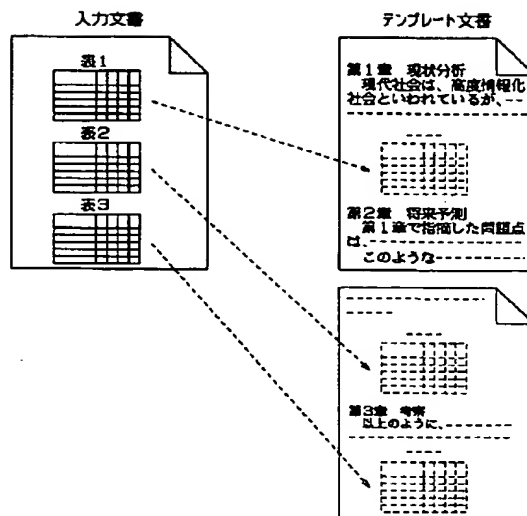 入力文書
表1
表2
表3
テンプレート文書
第1章 現状分析
現代社会は、高度情報化
社会といわれているが、
第2章 将来予測
第1章で指摘した問題点
は、
このような
第3章 考察
以上のように、